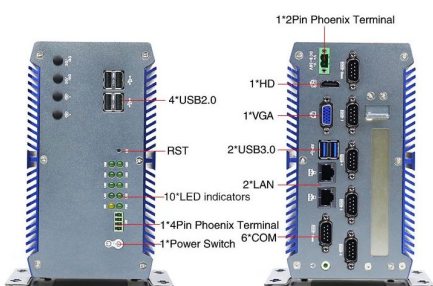 1*2Pin Phoenix Terminal
1*HD
1*VGA
4*USB2.0
2*USB3.0
RST
2*LAN
10*LED indicators
1*4Pin Phoenix Terminal
6*COM
1*Power Switch